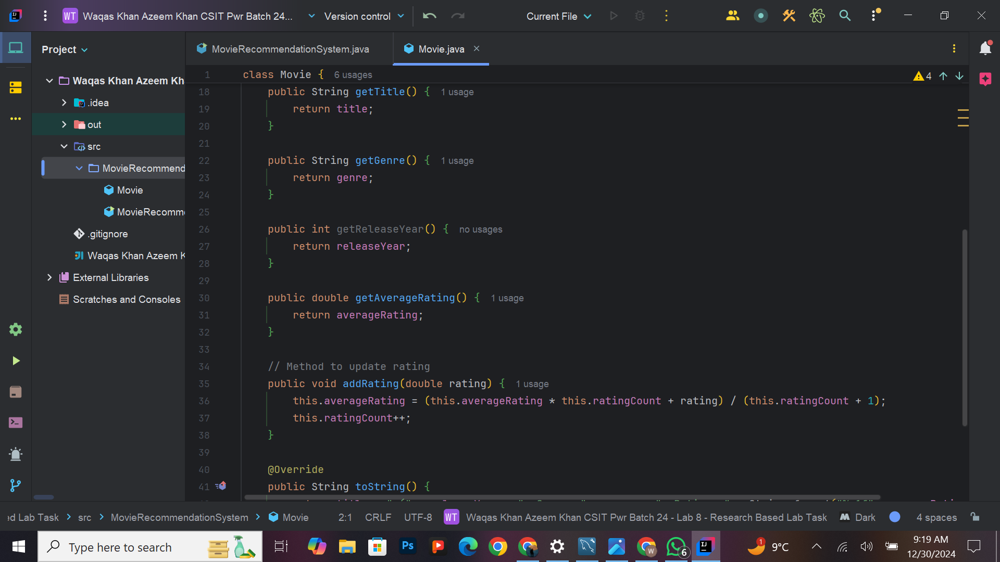 WT Waqas Khan Azeem Khan CSIT Pwr Batch 24... Version control Current File
Project
Waqas Khan Azeem Kh
.idea
out
src
MovieRecommend
Movie
MovieRecomm
.gitignore
Waqas Khan Azeem K
External Libraries
Scratches and Consoles
MovieRecommendationSystem.java Movie.java
1 class Movie { 6 usages
4
18 public String getTitle() { 1 usage
19 return title;
20 }
21
22 public String getGenre() { 1 usage
23 return genre;
24 }
25
26 public int getReleaseYear() { no usages
27 return releaseYear;
28 }
29
30 public double getAverageRating() { 1 usage
31 return averageRating;
32 }
33
34 // Method to update rating
35 public void addRating(double rating) { 1 usage
36 this.averageRating = (this.averageRating * this.ratingCount + rating) / (this.ratingCount + 1);
37 this.ratingCount++;
38 }
39
40 @Override
41 public String toString() {
ed Lab Task > src > MovieRecommendationSystem > Movie 2:1 CRLF UTF-8 WT Waqas Khan Azeem Khan CSIT Pwr Batch 24 - Lab 8 - Research Based Lab Task Dark 4 spaces
Type here to search
Ps
W
6
IJ
1
9°C
9:19 AM
12/30/2024